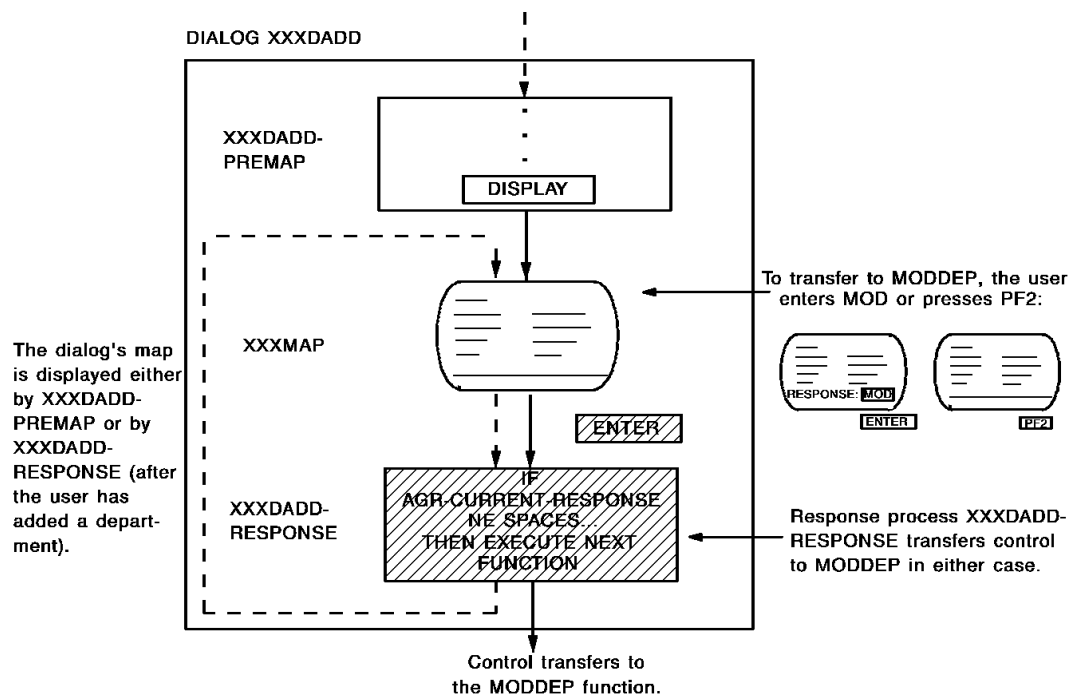 DIALOG XXXDADD
XXXDADD-
PREMAP
DISPLAY
To transfer to MODDEP, the user
enters MOD or presses PF2:
XXXMAP
RESPONSE: MOD
ENTER
PF2
The dialog's map
is displayed either
by XXXDADD-
PREMAP or by
XXXDADD-
RESPONSE (after
the user has
added a depart-
ment).
ENTER
XXXDADD-
RESPONSE
IF
AGR-CURRENT-RESPONSE
NE SPACES...
THEN EXECUTE NEXT
FUNCTION
Response process XXXDADD-
RESPONSE transfers control
to MODDEP in either case.
Control transfers to
the MODDEP function.